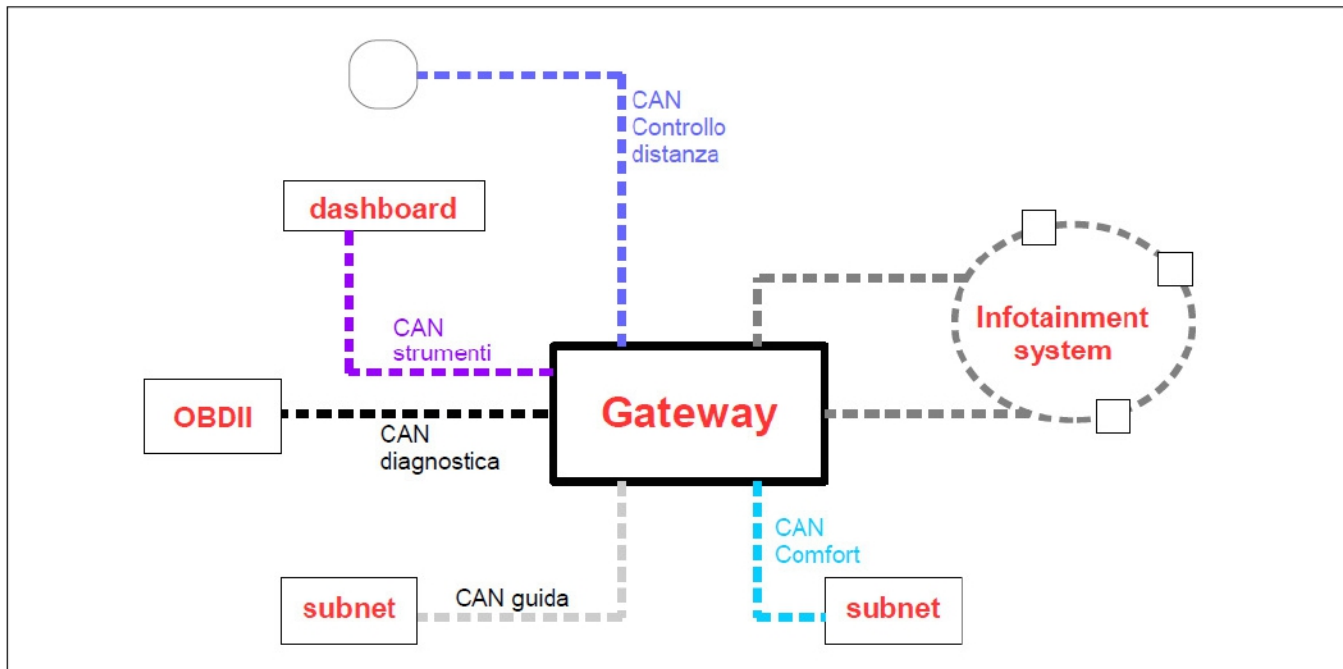 CAN
Controllo
distanza
dashboard
CAN
strumenti
Infotainment
system
OBDII
Gateway
CAN
diagnostica
CAN
Comfort
subnet
CAN guida
subnet